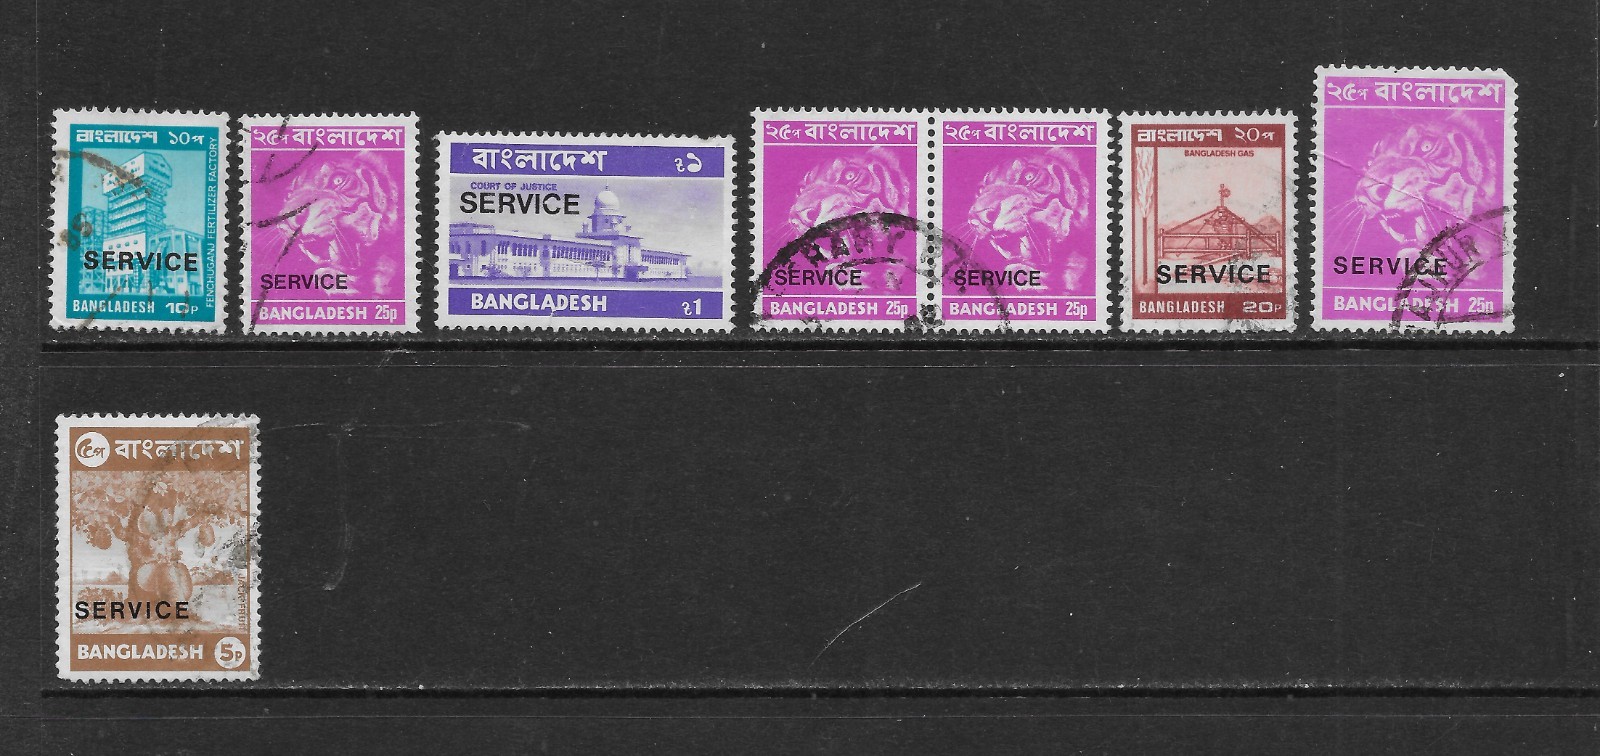 বাংলাদেশ ১০প
FENCHUGANJ FERTILIZER FACTORY
SERVICE
BANGLADESH 10P
২৫প বাংলাদেশ
SERVICE
BANGLADESH 25p
বাংলাদেশ ৳১
COURT OF JUSTICE
SERVICE
BANGLADESH ৳1
২৫প বাংলাদেশ
SERVICE
BANGLADESH 25p
২৫প বাংলাদেশ
SERVICE
BANGLADESH 25p
বাংলাদেশ ২০প
BANGLADESH GAS
SERVICE
BANGLADESH 20P
২৫প বাংলাদেশ
SERVICE
BANGLADESH 25p
৫প বাংলাদেশ
JACK FRUIT
SERVICE
BANGLADESH 5p